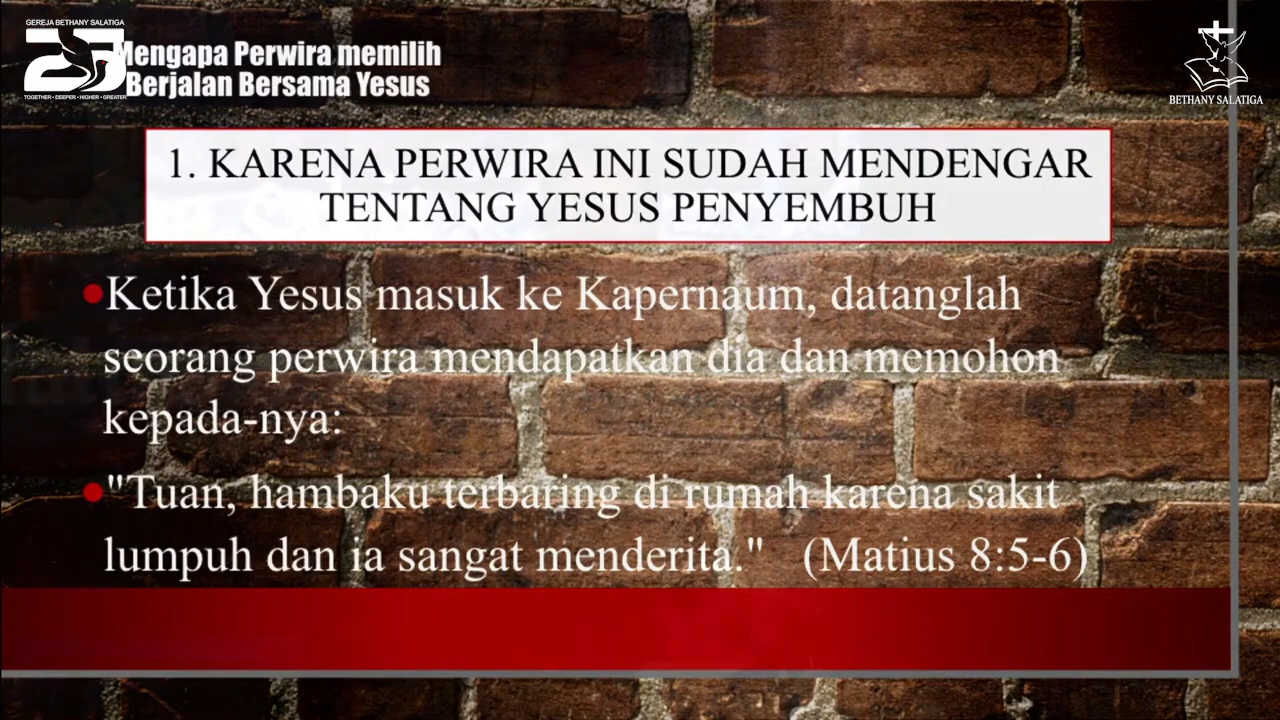 GEREJA BETHANY SALATIGA
25
TOGETHER • DEEPER • HIGHER • GREATER
Mengapa Perwira memilih
Berjalan Bersama Yesus
BETHANY SALATIGA
1. KARENA PERWIRA INI SUDAH MENDENGAR
TENTANG YESUS PENYEMBUH
•Ketika Yesus masuk ke Kapernaum, datanglah
seorang perwira mendapatkan dia dan memohon
kepada-nya:
•"Tuan, hambaku terbaring di rumah karena sakit
lumpuh dan ia sangat menderita." (Matius 8:5-6)